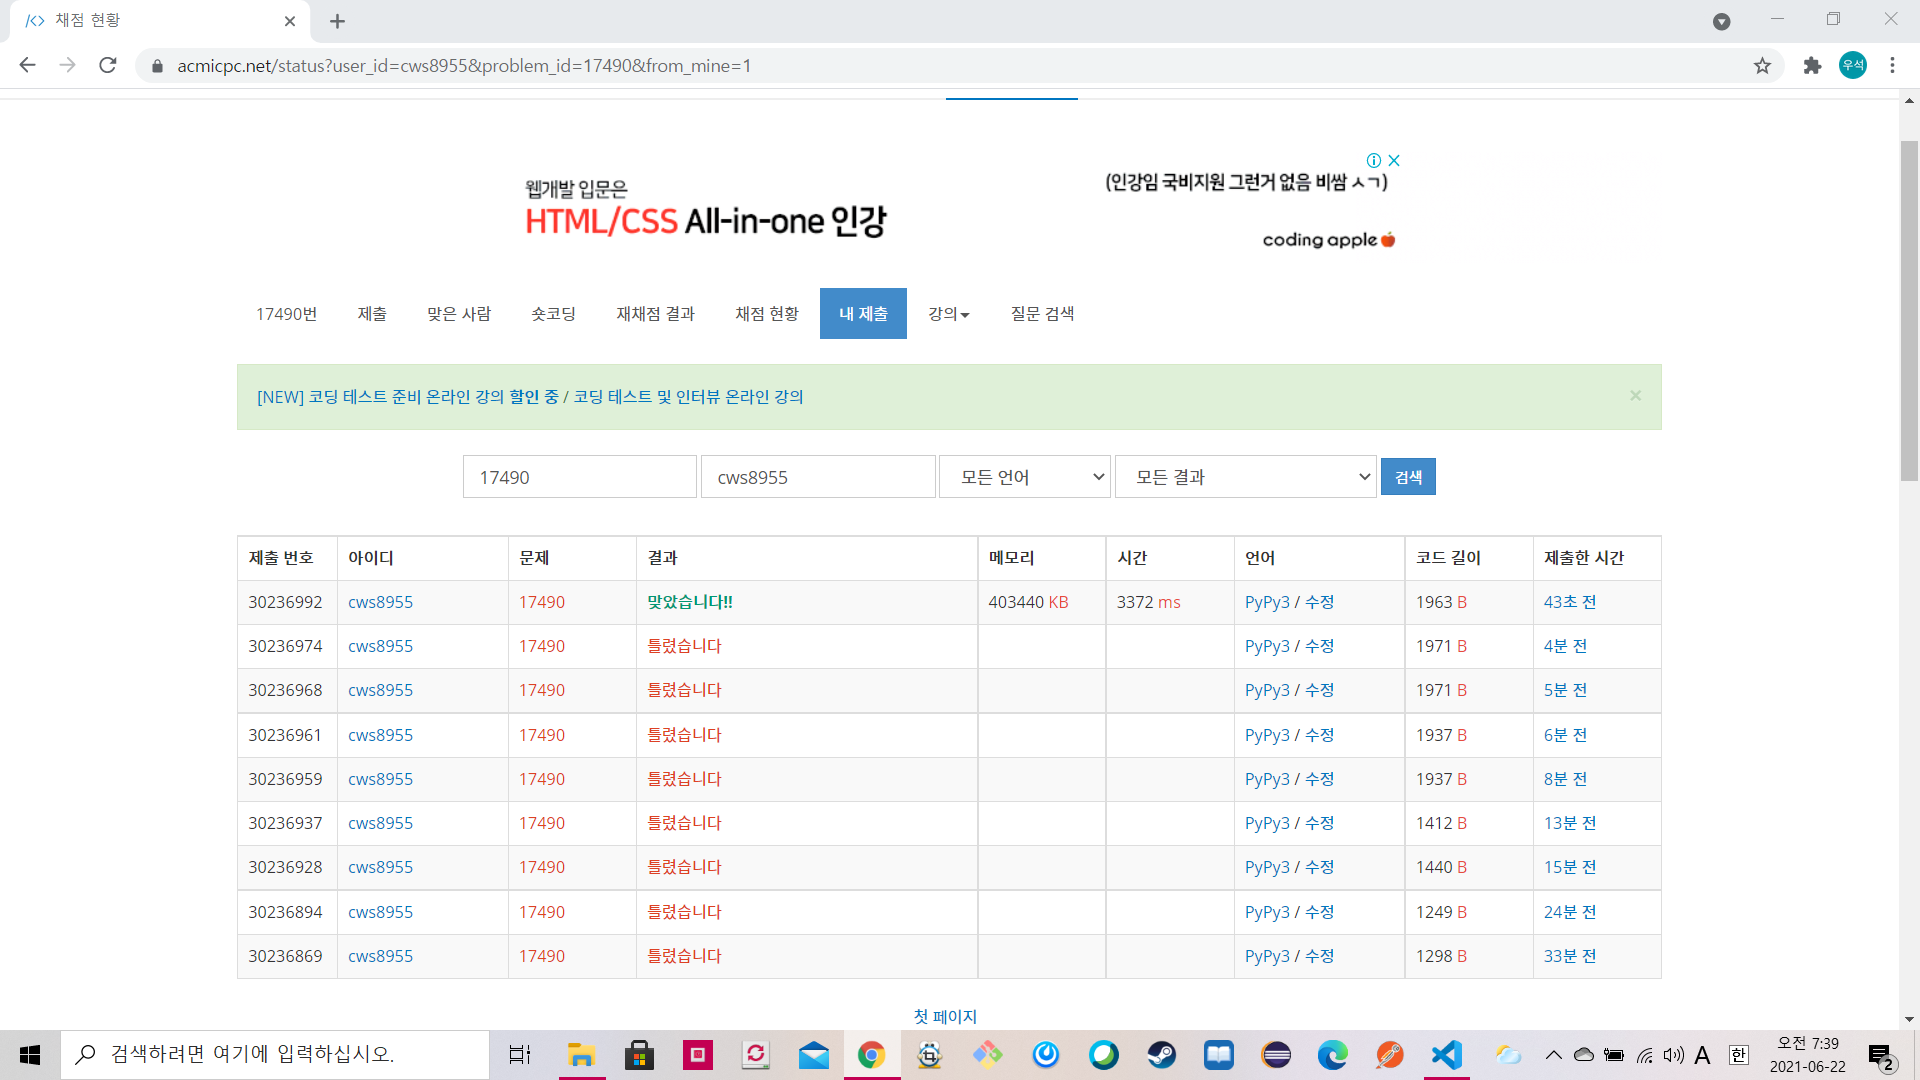 채점 현황
acmicpc.net/status?user_id=cws8955&problem_id=17490&from_mine=1
우석
웹개발 입문은
HTML/CSS All-in-one 인강
(인강임 국비지원 그런거 없음 비쌈 ㅅㄱ)
coding apple
17490번 제출 맞은 사람 숏코딩 재채점 결과 채점 현황 내 제출 강의 질문 검색
[NEW] 코딩 테스트 준비 온라인 강의 할인 중 / 코딩 테스트 및 인터뷰 온라인 강의 ×
17490 cws8955 모든 언어 모든 결과 검색
제출 번호 아이디 문제 결과 메모리 시간 언어 코드 길이 제출한 시간
30236992 cws8955 17490 맞았습니다!! 403440 KB 3372 ms PyPy3 / 수정 1963 B 43초 전
30236974 cws8955 17490 틀렸습니다 PyPy3 / 수정 1971 B 4분 전
30236968 cws8955 17490 틀렸습니다 PyPy3 / 수정 1971 B 5분 전
30236961 cws8955 17490 틀렸습니다 PyPy3 / 수정 1937 B 6분 전
30236959 cws8955 17490 틀렸습니다 PyPy3 / 수정 1937 B 8분 전
30236937 cws8955 17490 틀렸습니다 PyPy3 / 수정 1412 B 13분 전
30236928 cws8955 17490 틀렸습니다 PyPy3 / 수정 1440 B 15분 전
30236894 cws8955 17490 틀렸습니다 PyPy3 / 수정 1249 B 24분 전
30236869 cws8955 17490 틀렸습니다 PyPy3 / 수정 1298 B 33분 전
첫 페이지
검색하려면 여기에 입력하십시오.
A 한 오전 7:39
2021-06-22
2